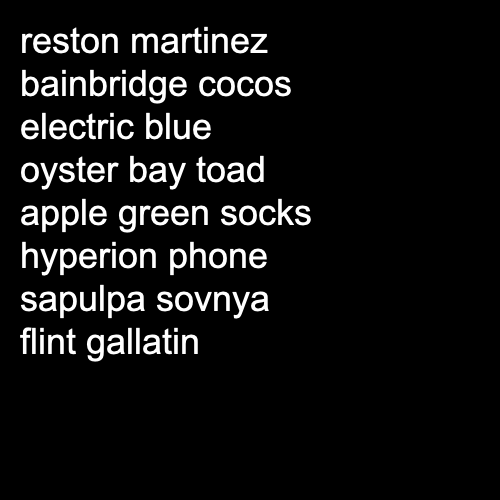 reston martinez
bainbridge cocos
electric blue
oyster bay toad
apple green socks
hyperion phone
sapulpa sovnya
flint gallatin